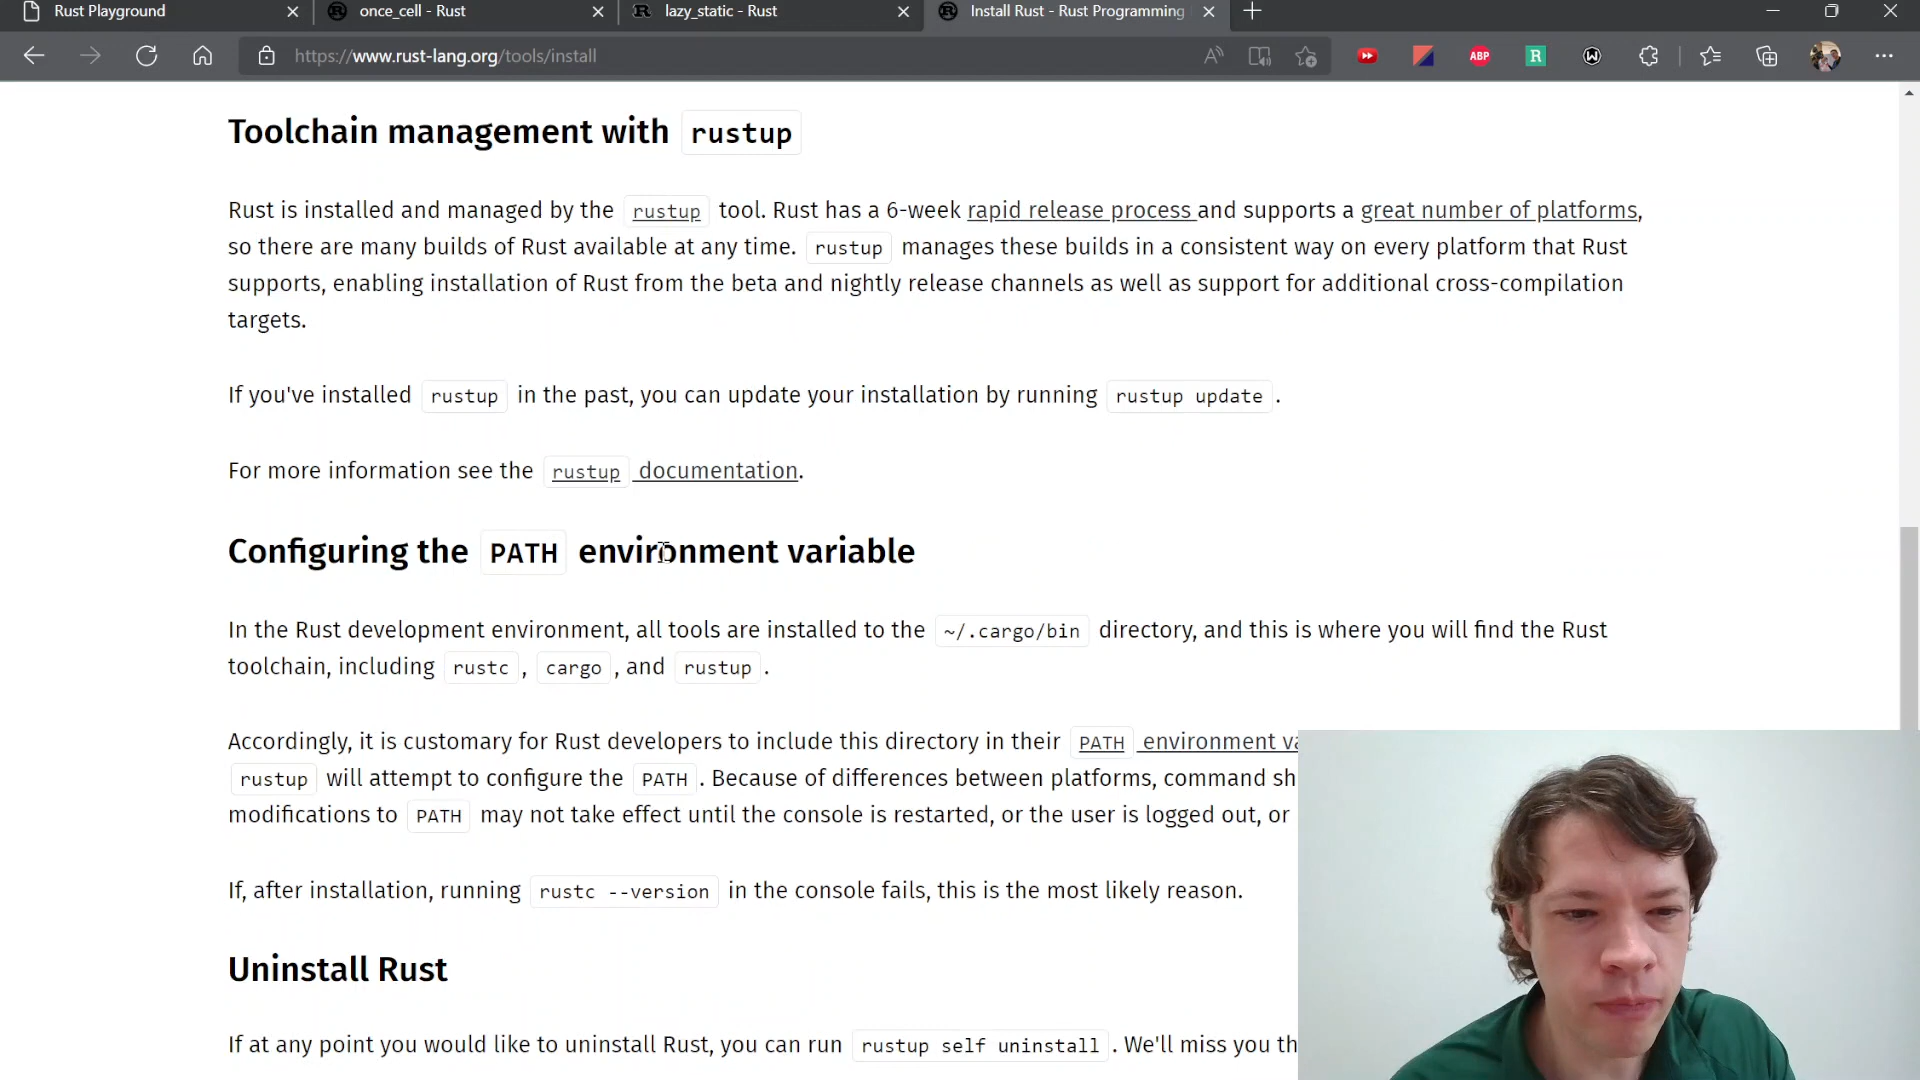 Rust Playground
once_cell - Rust
lazy_static - Rust
Install Rust - Rust Programming
https://www.rust-lang.org/tools/install
ABP
R
Toolchain management with rustup
Rust is installed and managed by the rustup tool. Rust has a 6-week rapid release process and supports a great number of platforms,
so there are many builds of Rust available at any time. rustup manages these builds in a consistent way on every platform that Rust
supports, enabling installation of Rust from the beta and nightly release channels as well as support for additional cross-compilation
targets.
If you've installed rustup in the past, you can update your installation by running rustup update .
For more information see the rustup documentation.
Configuring the PATH environment variable
In the Rust development environment, all tools are installed to the ~/.cargo/bin directory, and this is where you will find the Rust
toolchain, including rustc , cargo , and rustup .
Accordingly, it is customary for Rust developers to include this directory in their PATH environment va
rustup will attempt to configure the PATH . Because of differences between platforms, command sh
modifications to PATH may not take effect until the console is restarted, or the user is logged out, or
If, after installation, running rustc --version in the console fails, this is the most likely reason.
Uninstall Rust
If at any point you would like to uninstall Rust, you can run rustup self uninstall . We'll miss you th